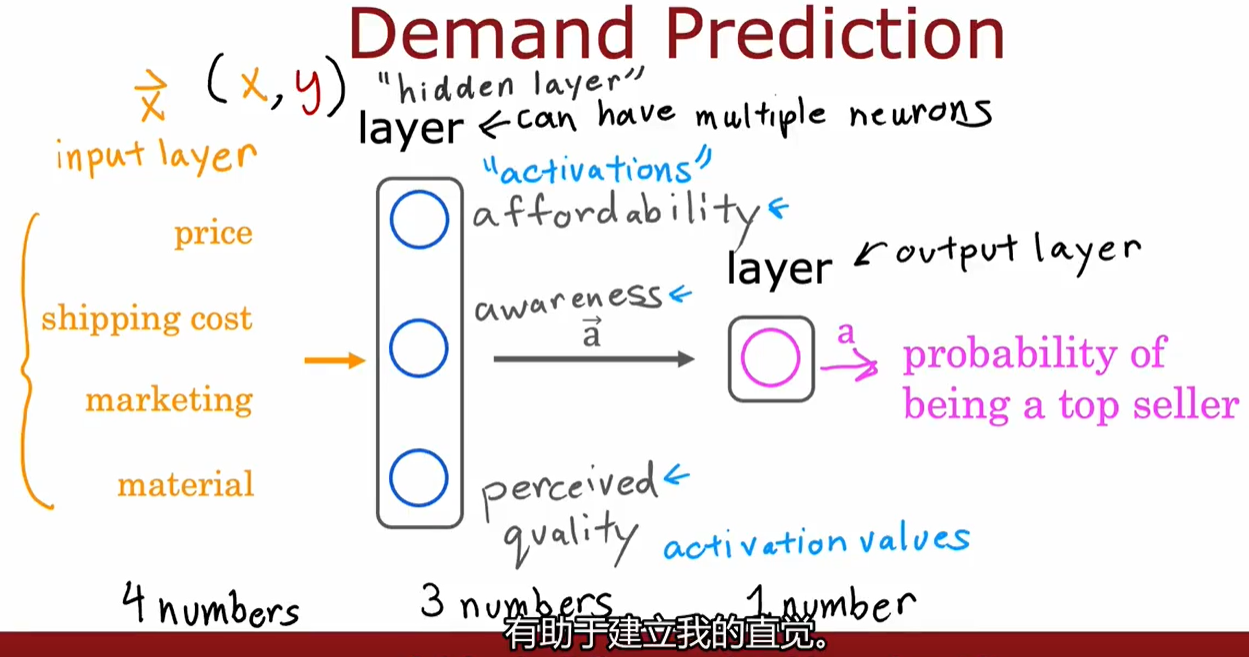 Demand Prediction
x⃗ (x, y) "hidden layer"
layer ← can have multiple neurons
input layer
"activations"
affordability ←
price
layer ↙ output layer
shipping cost
awareness ←
a⃗
a
probability of
being a top seller
marketing
material
perceived ←
quality
activation values
4 numbers
3 numbers
1 number
有助于建立我的直觉。